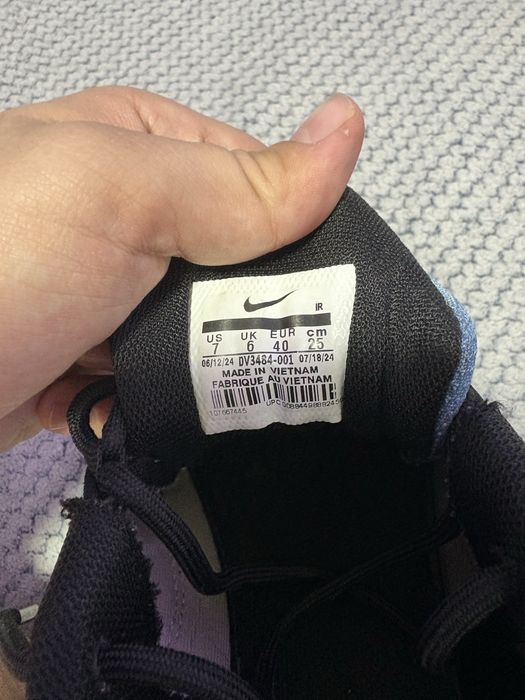 IR
US UK EUR cm
7 6 40 25
06/12/24 DV3484-001 07/18/24
MADE IN VIETNAM
FABRIQUE AU VIETNAM
UPC